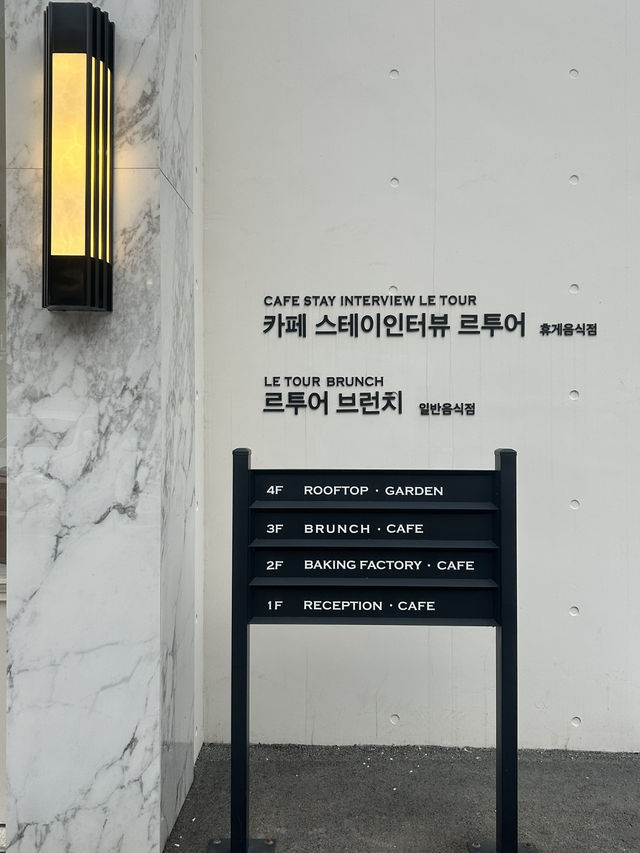 CAFE STAY INTERVIEW LE TOUR
카페 스테이인터뷰 르투어 휴게음식점
LE TOUR BRUNCH
르투어 브런치 일반음식점
4F ROOFTOP · GARDEN
3F BRUNCH · CAFE
2F BAKING FACTORY · CAFE
1F RECEPTION · CAFE